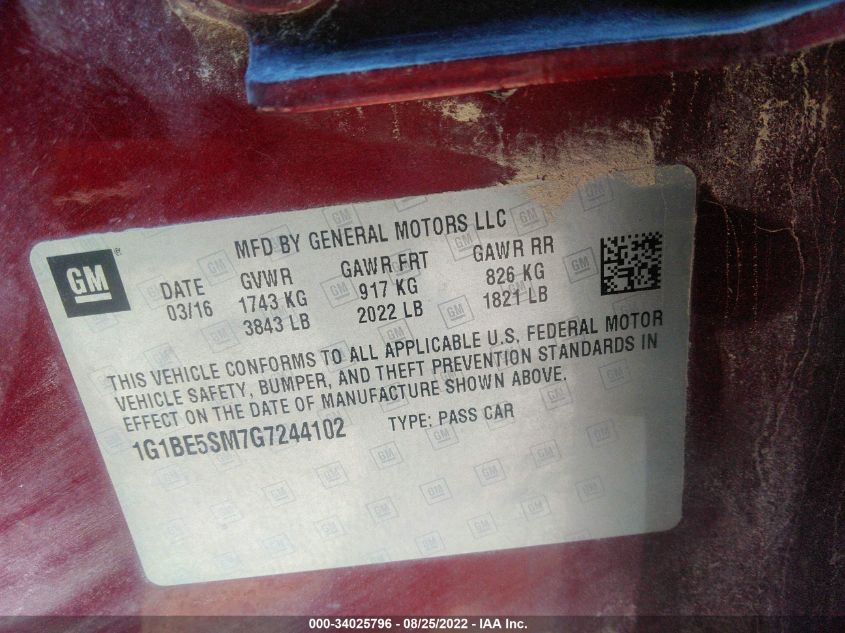 MFD BY GENERAL MOTORS LLC
GM ®
DATE GVWR GAWR FRT GAWR RR
03/16 1743 KG 917 KG 826 KG
3843 LB 2022 LB 1821 LB
THIS VEHICLE CONFORMS TO ALL APPLICABLE U.S. FEDERAL MOTOR
VEHICLE SAFETY, BUMPER, AND THEFT PREVENTION STANDARDS IN
EFFECT ON THE DATE OF MANUFACTURE SHOWN ABOVE.
1G1BE5SM7G7244102 TYPE: PASS CAR
000-34025796 - 08/25/2022 - IAA Inc.